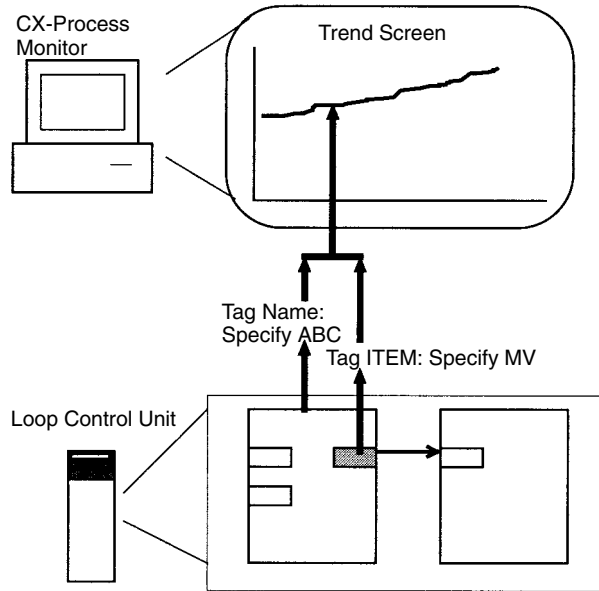 CX-Process
Monitor
Trend Screen
Tag Name:
Specify ABC
Tag ITEM: Specify MV
Loop Control Unit